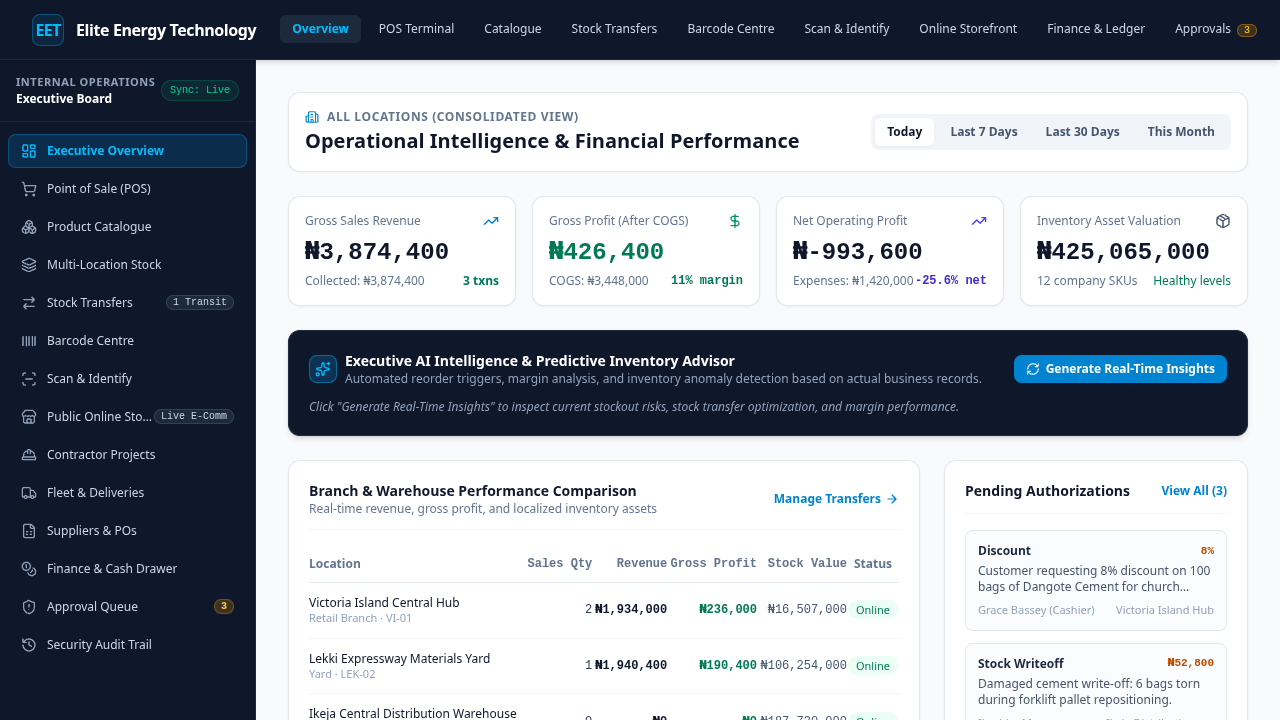 EET Elite Energy Technology Overview POS Terminal Catalogue Stock Transfers Barcode Centre Scan & Identify Online Storefront Finance & Ledger Approvals 3
INTERNAL OPERATIONS
Executive Board
Sync: Live
Executive Overview
Point of Sale (POS)
Product Catalogue
Multi-Location Stock
Stock Transfers 1 Transit
Barcode Centre
Scan & Identify
Public Online Sto... Live E-Comm
Contractor Projects
Fleet & Deliveries
Suppliers & POs
Finance & Cash Drawer
Approval Queue 3
Security Audit Trail
ALL LOCATIONS (CONSOLIDATED VIEW)
Operational Intelligence & Financial Performance
Today Last 7 Days Last 30 Days This Month
Gross Sales Revenue
₦3,874,400
Collected: ₦3,874,400 3 txns
Gross Profit (After COGS)
₦426,400
COGS: ₦3,448,000 11% margin
Net Operating Profit
₦-993,600
Expenses: ₦1,420,000 -25.6% net
Inventory Asset Valuation
₦425,065,000
12 company SKUs Healthy levels
Executive AI Intelligence & Predictive Inventory Advisor
Automated reorder triggers, margin analysis, and inventory anomaly detection based on actual business records.
Generate Real-Time Insights
Click "Generate Real-Time Insights" to inspect current stockout risks, stock transfer optimization, and margin performance.
Branch & Warehouse Performance Comparison
Real-time revenue, gross profit, and localized inventory assets
Manage Transfers
Location Sales Qty Revenue Gross Profit Stock Value Status
Victoria Island Central Hub
Retail Branch · VI-01
2 ₦1,934,000 ₦236,000 ₦16,507,000 Online
Lekki Expressway Materials Yard
Yard · LEK-02
1 ₦1,940,400 ₦190,400 ₦106,254,000 Online
Ikeja Central Distribution Warehouse
Pending Authorizations View All (3)
Discount 8%
Customer requesting 8% discount on 100
bags of Dangote Cement for church...
Grace Bassey (Cashier) Victoria Island Hub
Stock Writeoff ₦52,800
Damaged cement write-off: 6 bags torn
during forklift pallet repositioning.